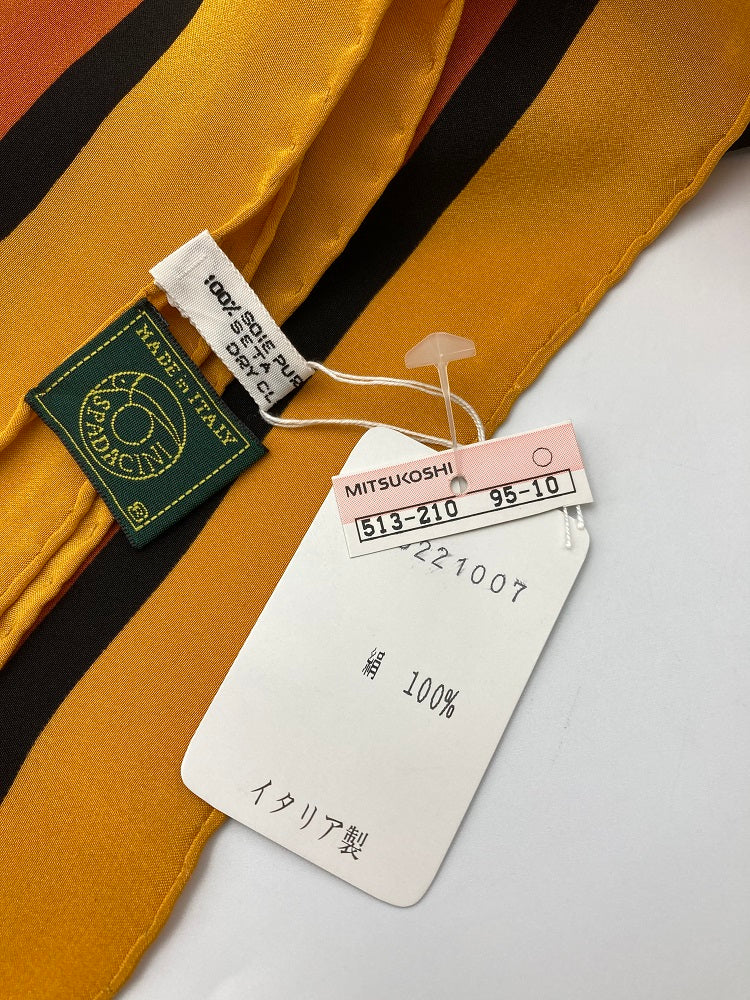 100% SOIE PUR
SETA
DRY CL
MADE in ITALY
SPADACINI
MITSUKOSHI
513-210 95-10
221007
絹 100%
イタリア製